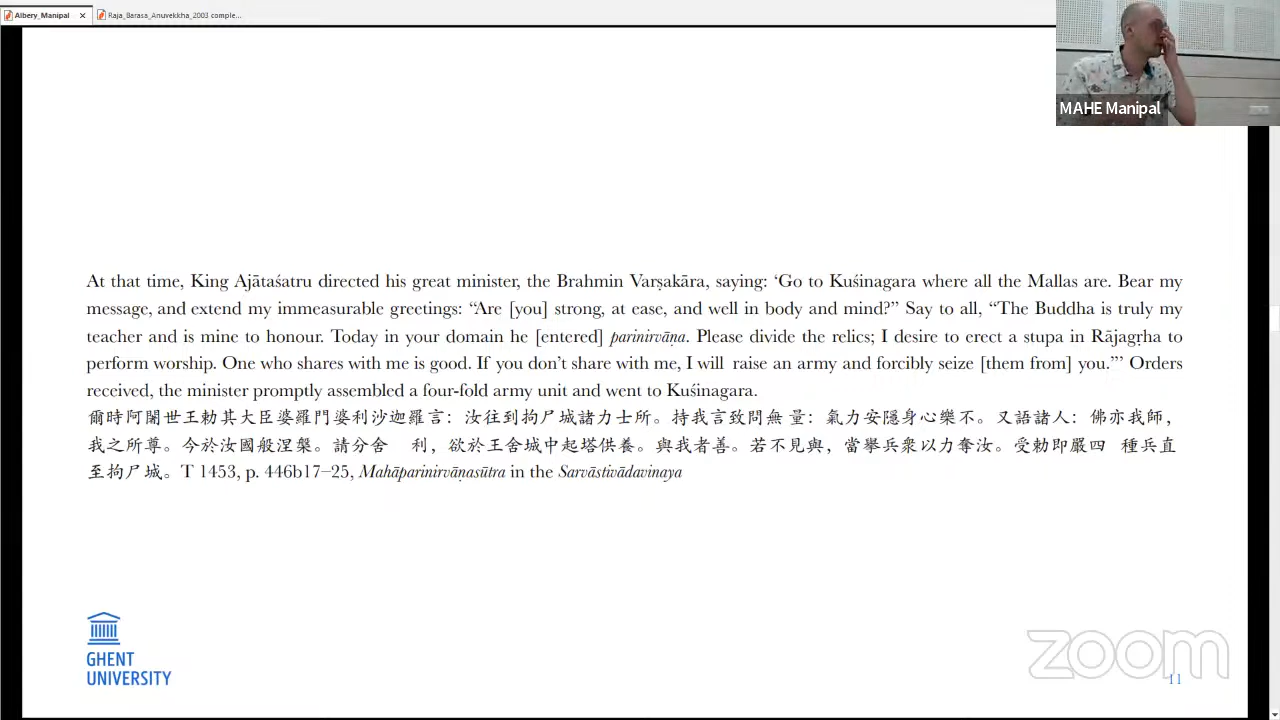 Albery_Manipal
Raja_Barasa_Anuvekkha_2003 comple...
MAHE Manipal
At that time, King Ajātaśatru directed his great minister, the Brahmin Varṣakāra, saying: ‘Go to Kuśinagara where all the Mallas are. Bear my
message, and extend my immeasurable greetings: “Are [you] strong, at ease, and well in body and mind?” Say to all, “The Buddha is truly my
teacher and is mine to honour. Today in your domain he [entered] parinirvāṇa. Please divide the relics; I desire to erect a stupa in Rājagṛha to
perform worship. One who shares with me is good. If you don’t share with me, I will raise an army and forcibly seize [them from] you.”’ Orders
received, the minister promptly assembled a four-fold army unit and went to Kuśinagara.
爾時阿闍世王勅其大臣婆羅門婆利沙迦羅言：汝往到拘尸城諸力士所。持我言致問無 量：氣力安隱身心樂不。又語諸人：佛亦我師，
我之所尊。今於汝國般涅槃。請分舍 利，欲於王舍城中起塔供養。與我者善。若不見與，當擧兵衆以力奪汝。受勅即嚴四 種兵直
至拘尸城。T 1453, p. 446b17–25, Mahāparinirvāṇasūtra in the Sarvāstivādavinaya
GHENT
UNIVERSITY
zoom
11